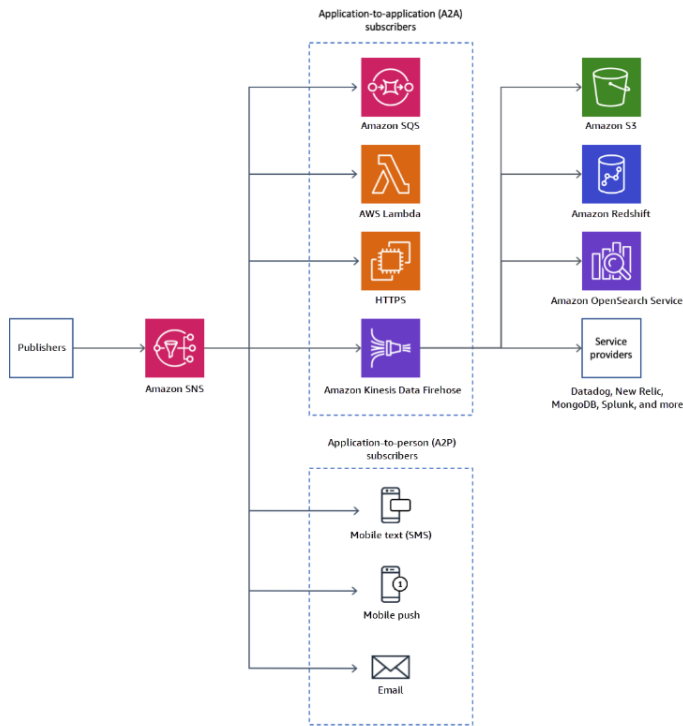 Application-to-application (A2A)
subscribers
Amazon SQS
Amazon S3
AWS Lambda
Amazon Redshift
HTTPS
Amazon OpenSearch Service
Publishers
Amazon SNS
Amazon Kinesis Data Firehose
Service
providers
Datadog, New Relic,
MongoDB, Splunk, and more
Application-to-person (A2P)
subscribers
Mobile text (SMS)
1
Mobile push
Email